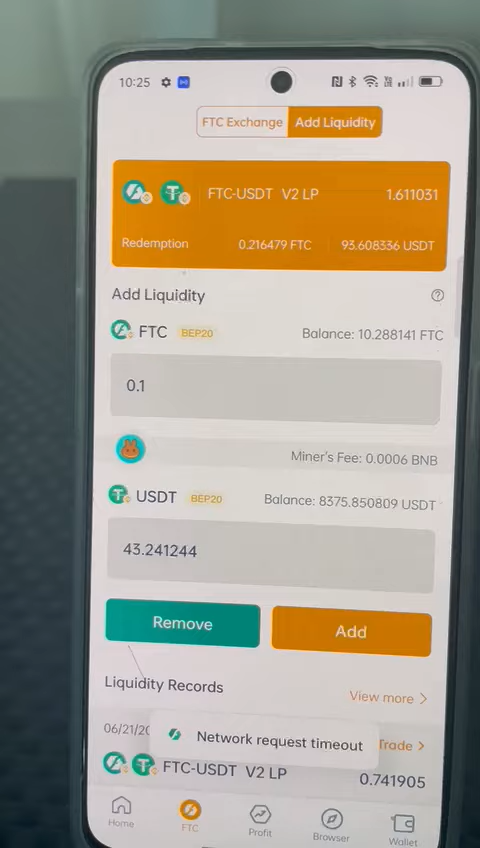 10:25
FTC Exchange Add Liquidity
FTC-USDT V2 LP 1.611031
Redemption 0.216479 FTC 93.608336 USDT
Add Liquidity
FTC BEP20 Balance: 10.288141 FTC
0.1
Miner's Fee: 0.0006 BNB
USDT BEP20 Balance: 8375.850809 USDT
43.241244
Remove Add
Liquidity Records
View more >
06/21/20 Trade >
Network request timeout
FTC-USDT V2 LP 0.741905
Home FTC Profit Browser Wallet